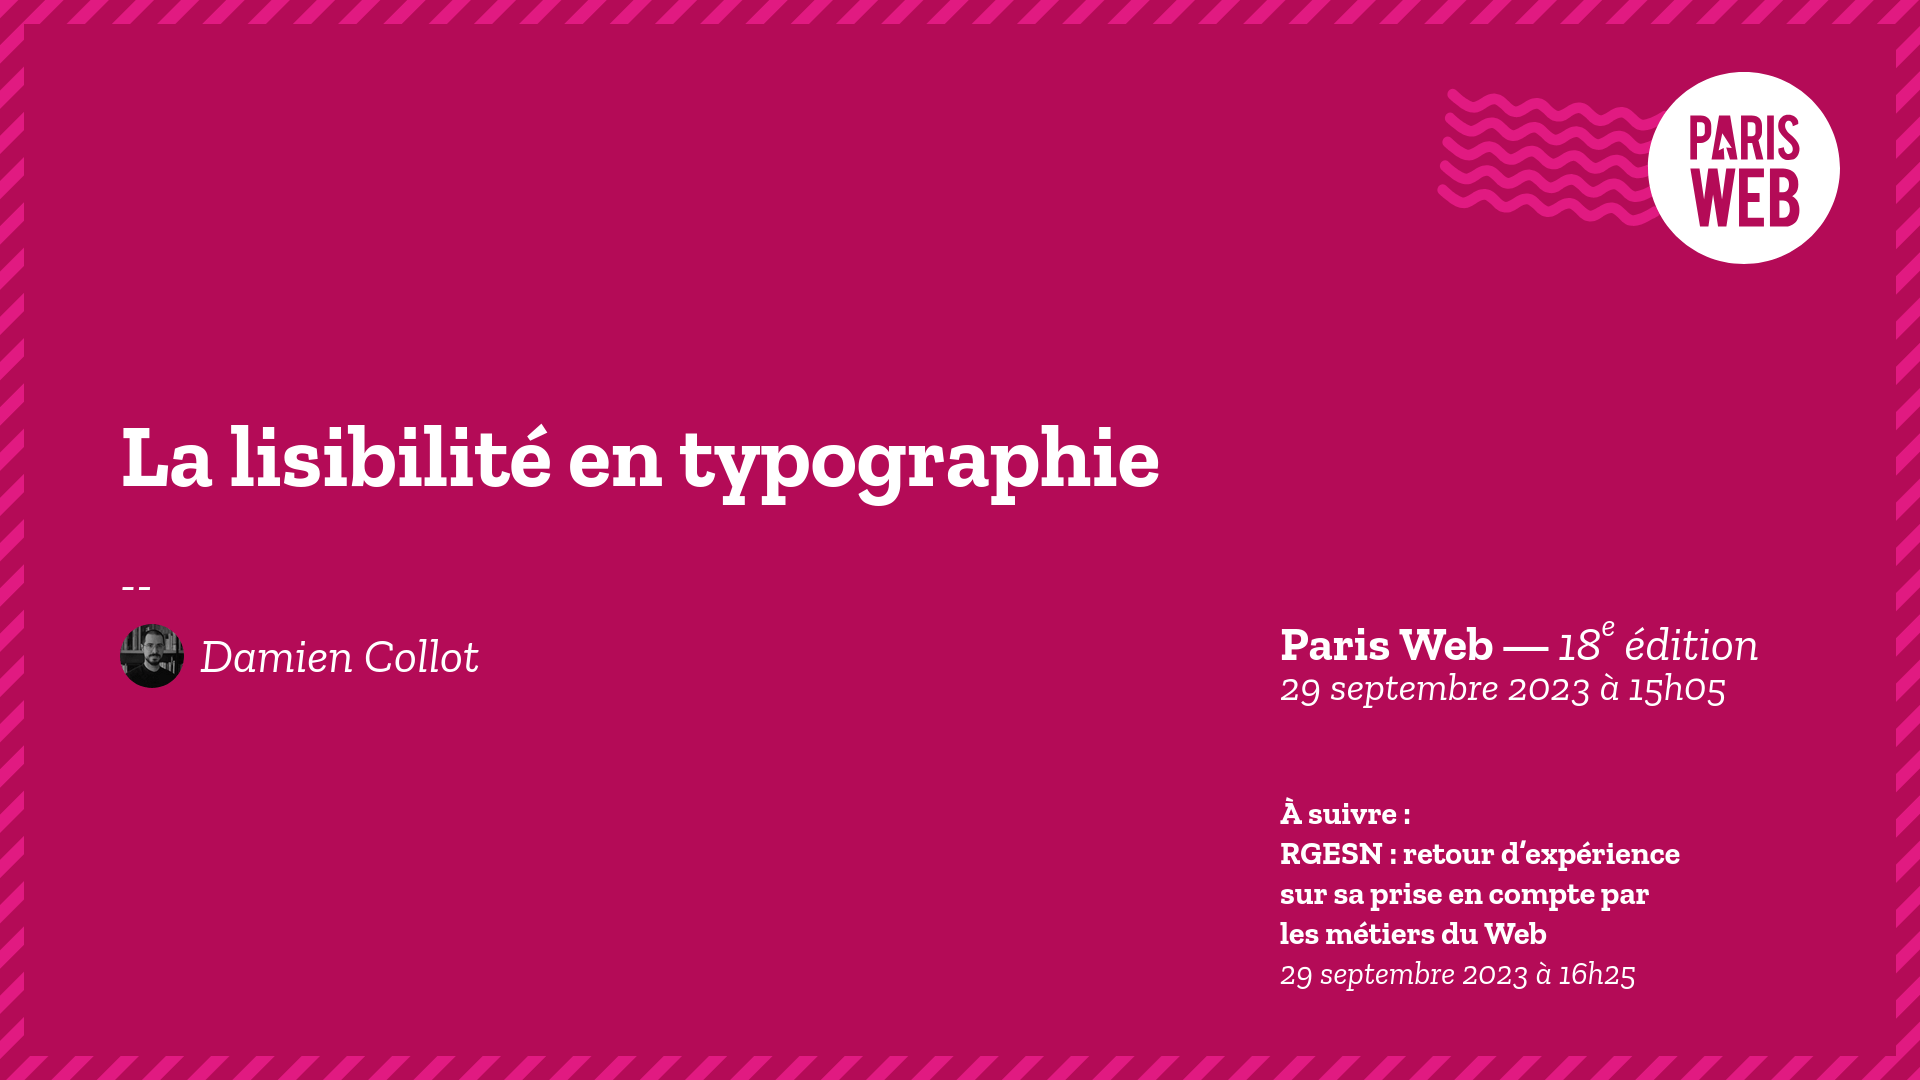 PARIS
WEB
La lisibilité en typographie
--
Damien Collot
Paris Web — 18e édition
29 septembre 2023 à 15h05
À suivre :
RGESN : retour d’expérience
sur sa prise en compte par
les métiers du Web
29 septembre 2023 à 16h25